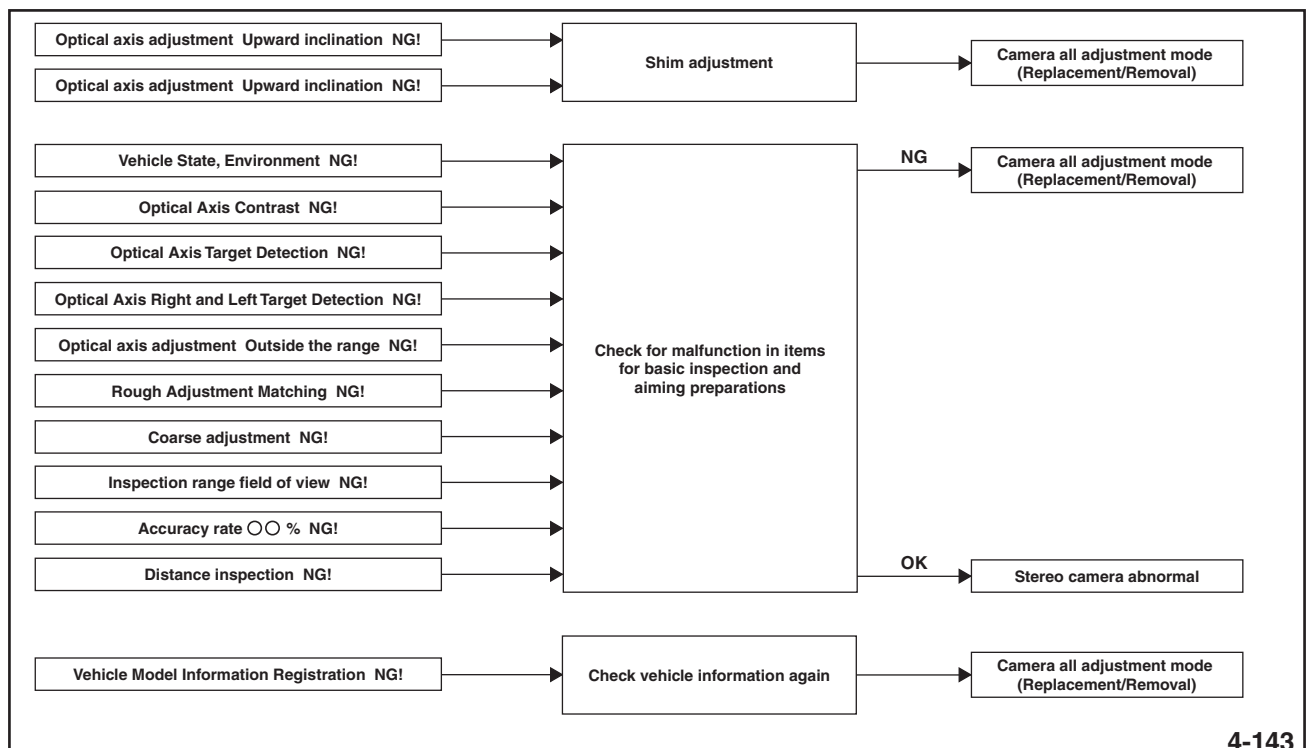 Optical axis adjustment Upward inclination NG!
Optical axis adjustment Upward inclination NG!
Shim adjustment
Camera all adjustment mode
(Replacement/Removal)
Vehicle State, Environment NG!
Optical Axis Contrast NG!
Optical Axis Target Detection NG!
Optical Axis Right and Left Target Detection NG!
Optical axis adjustment Outside the range NG!
Rough Adjustment Matching NG!
Coarse adjustment NG!
Inspection range field of view NG!
Accuracy rate ○○ % NG!
Distance inspection NG!
Check for malfunction in items
for basic inspection and
aiming preparations
NG
Camera all adjustment mode
(Replacement/Removal)
OK
Stereo camera abnormal
Vehicle Model Information Registration NG!
Check vehicle information again
Camera all adjustment mode
(Replacement/Removal)
4-143